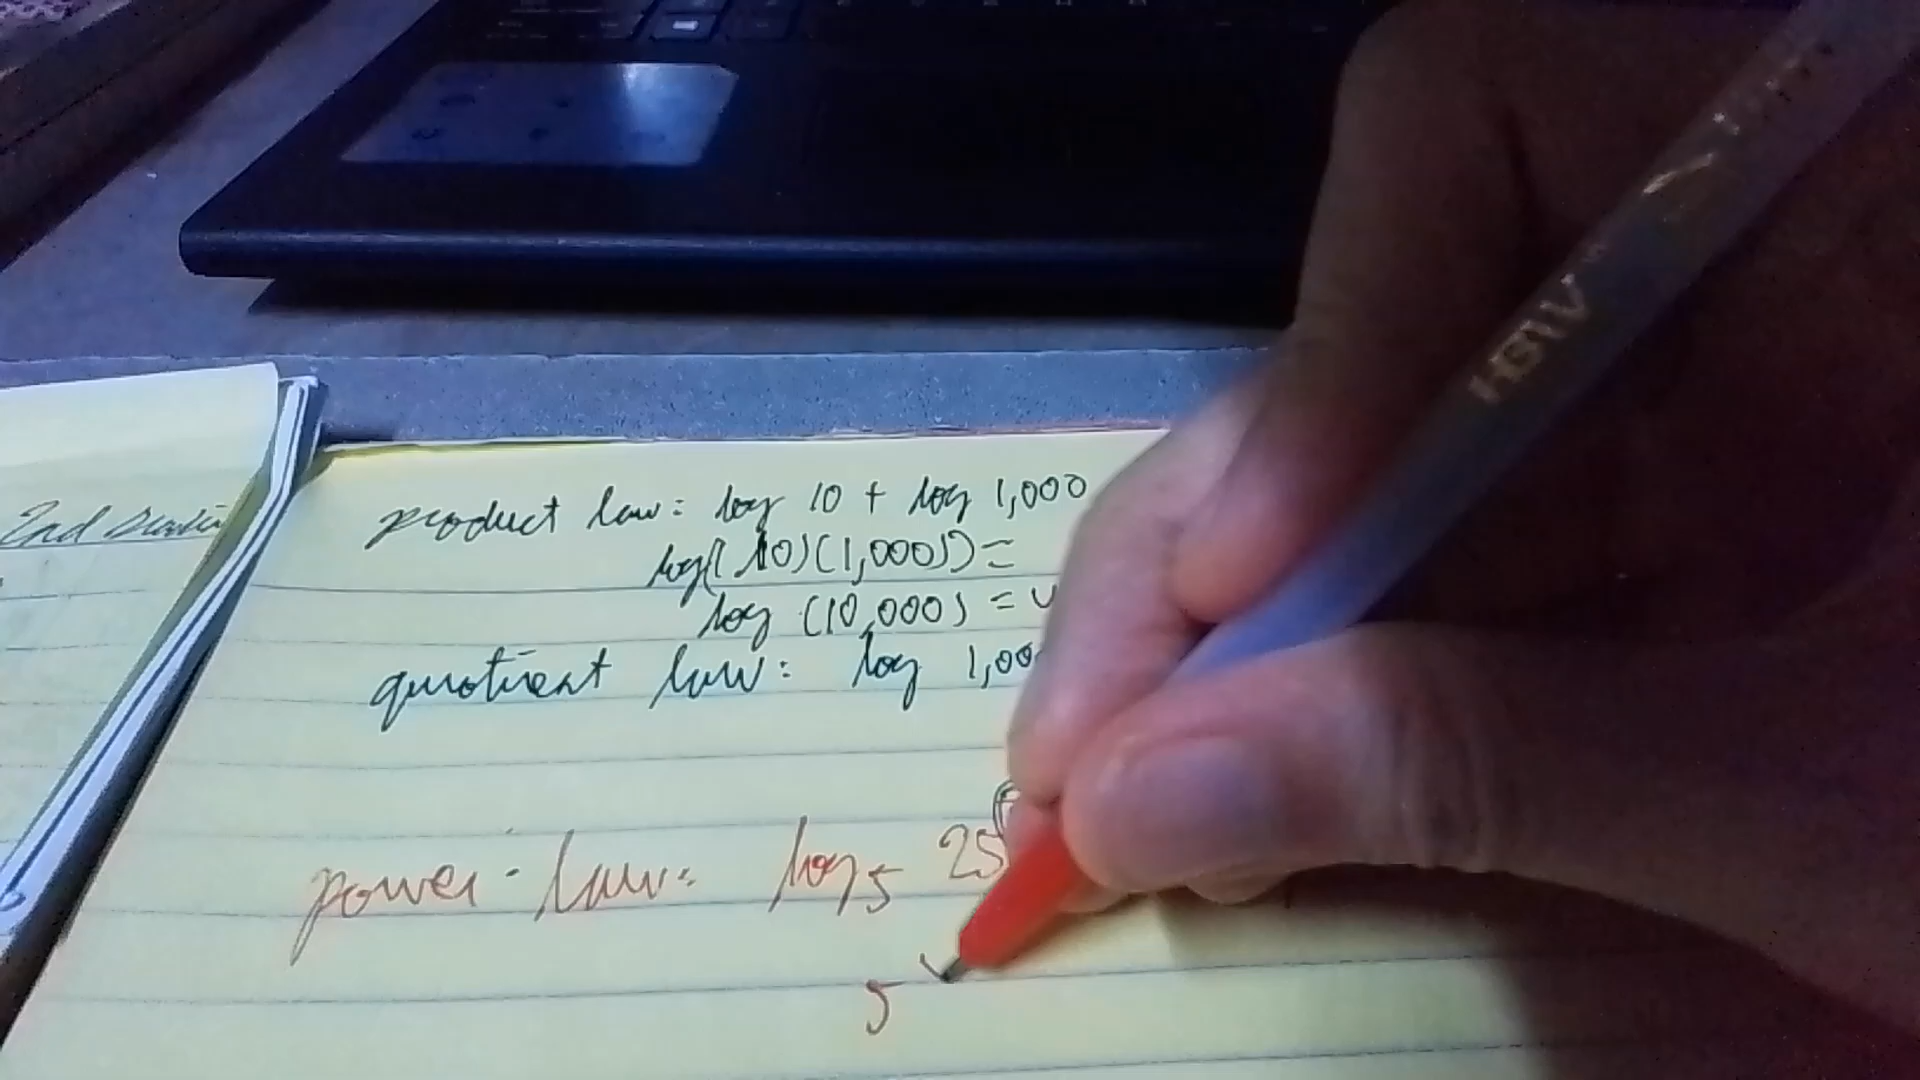 2nd
product law: log 10 + log 1,000
log((10)(1,000))=
log (10,000) =
quotient law: log 1,00
power law: log5 25
5